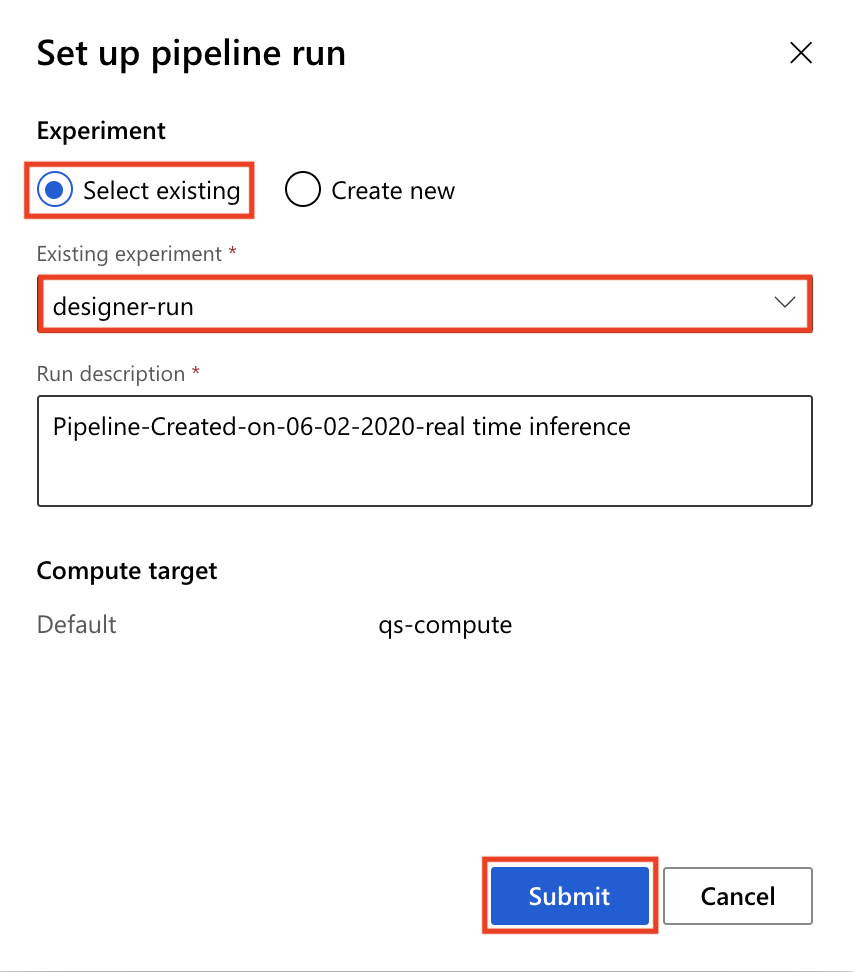 Set up pipeline run
Experiment
Select existing Create new
Existing experiment *
designer-run
Run description *
Pipeline-Created-on-06-02-2020-real time inference
Compute target
Default qs-compute
Submit Cancel